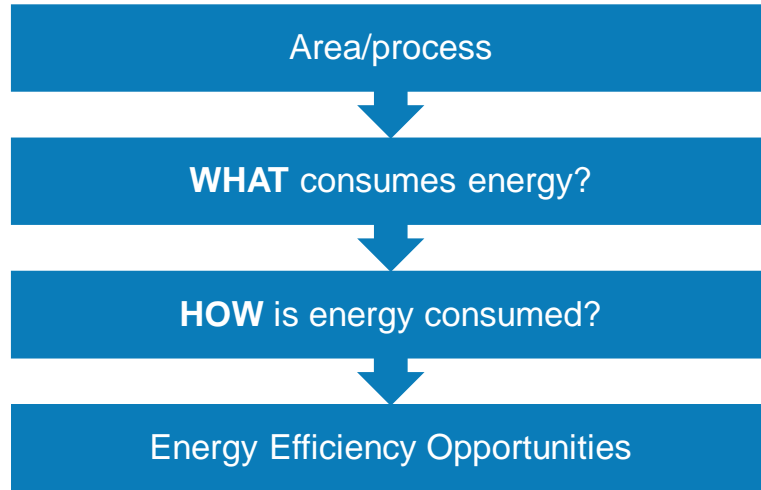 Area/process
WHAT consumes energy?
HOW is energy consumed?
Energy Efficiency Opportunities